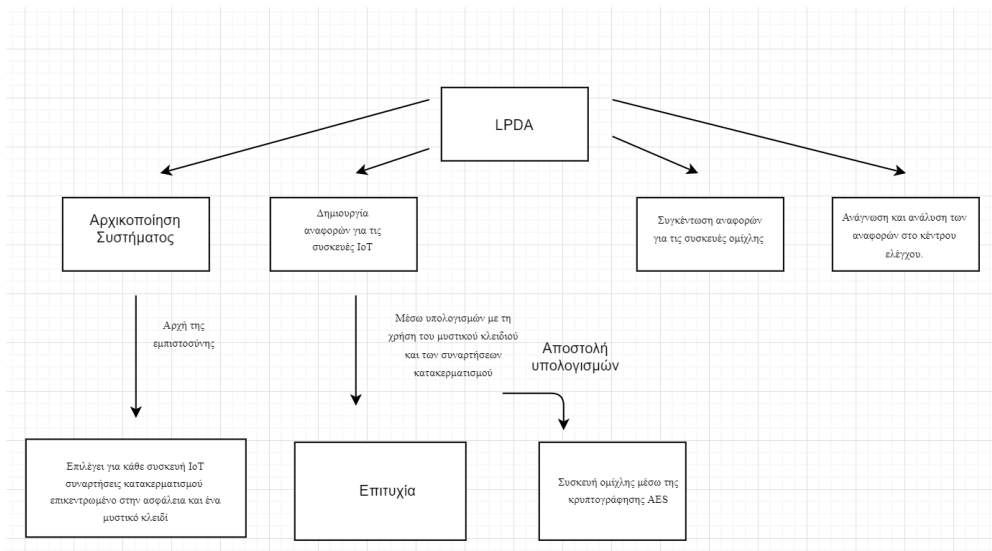 LPDA
Αρχικοποίηση
Συστήματος
Δημιουργία
αναφορών για τις
συσκευές IoT
Συγκέντωση αναφορών
για τις συσκευές ομίχλης
Ανάγνωση και ανάλυση των
αναφορών στο κέντρου
ελέγχου.
Αρχή της
εμπιστοσύνης
Μέσω υπολογισμών με τη
χρήση του μυστικού κλειδιού
και των συναρτήσεων
κατακερματισμού
Αποστολή
υπολογισμών
Επιλέγει για κάθε συσκευή IoT
συναρτήσεις κατακερματισμού
επικεντρωμένο στην ασφάλεια και ένα
μυστικό κλειδί
Επιτυχία
Συσκευή ομίχλης μέσω της
κρυπτογράφησης AES